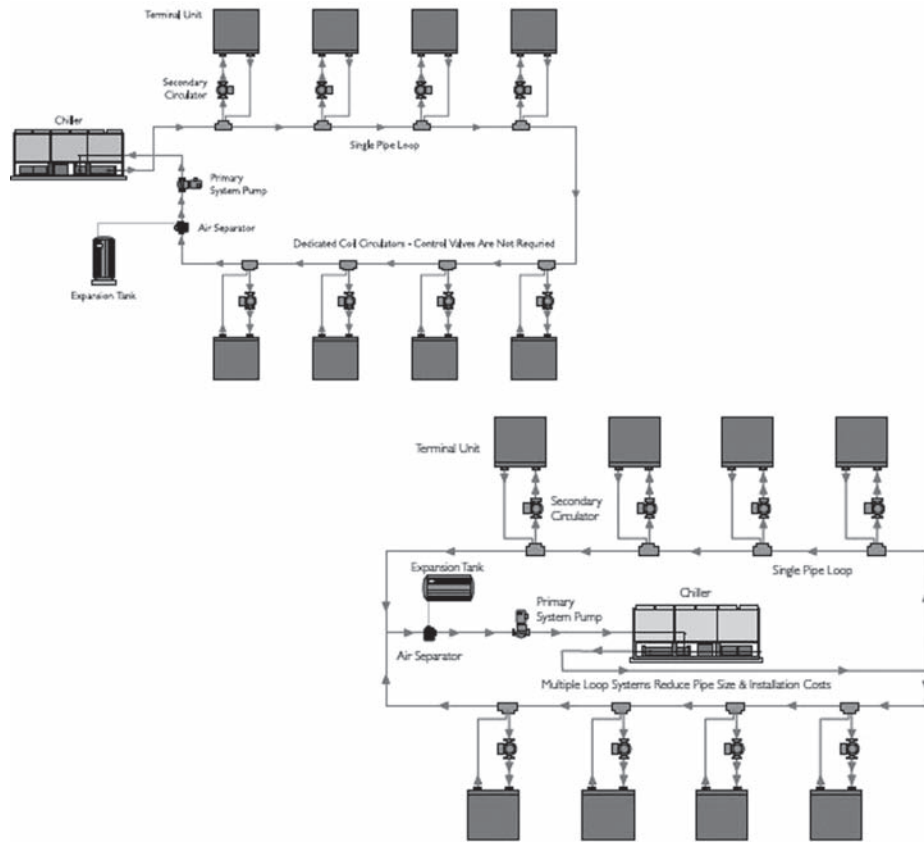 Terminal Unit
Secondary
Circulator
Chiller
Single Pipe Loop
Primary
System Pump
Air Separator
Dedicated Coil Circulators - Control Valves Are Not Requried
Expansion Tank
Terminal Unit
Secondary
Circulator
Single Pipe Loop
Expansion Tank
Chiller
Primary
System Pump
Air Separator
Multiple Loop Systems Reduce Pipe Size & Installation Costs